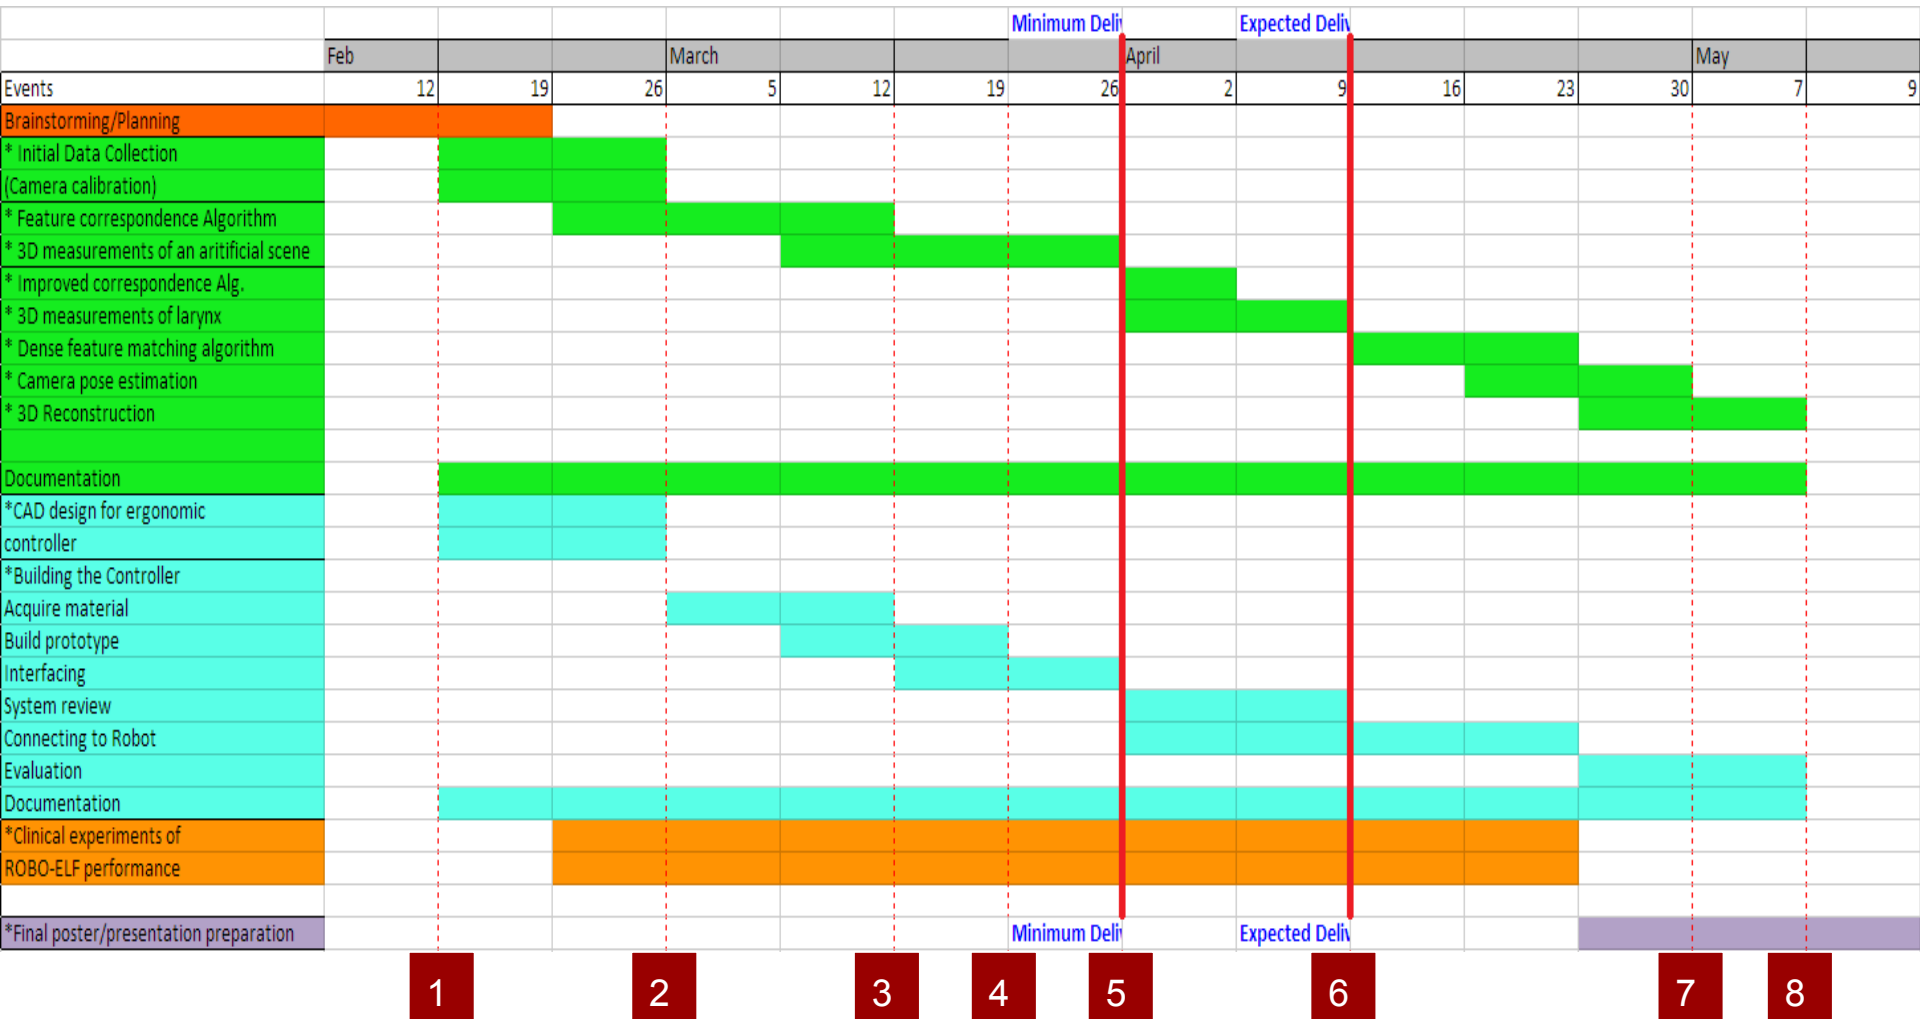 Minimum Deliv Expected Deliv
Feb March April May
Events 12 19 26 5 12 19 26 2 9 16 23 30 7 9
Brainstorming/Planning
* Initial Data Collection
(Camera calibration)
* Feature correspondence Algorithm
* 3D measurements of an aritificial scene
* Improved correspondence Alg.
* 3D measurements of larynx
* Dense feature matching algorithm
* Camera pose estimation
* 3D Reconstruction
Documentation
*CAD design for ergonomic
controller
*Building the Controller
Acquire material
Build prototype
Interfacing
System review
Connecting to Robot
Evaluation
Documentation
*Clinical experiments of
ROBO-ELF performance
*Final poster/presentation preparation Minimum Deliv Expected Deliv
1 2 3 4 5 6 7 8